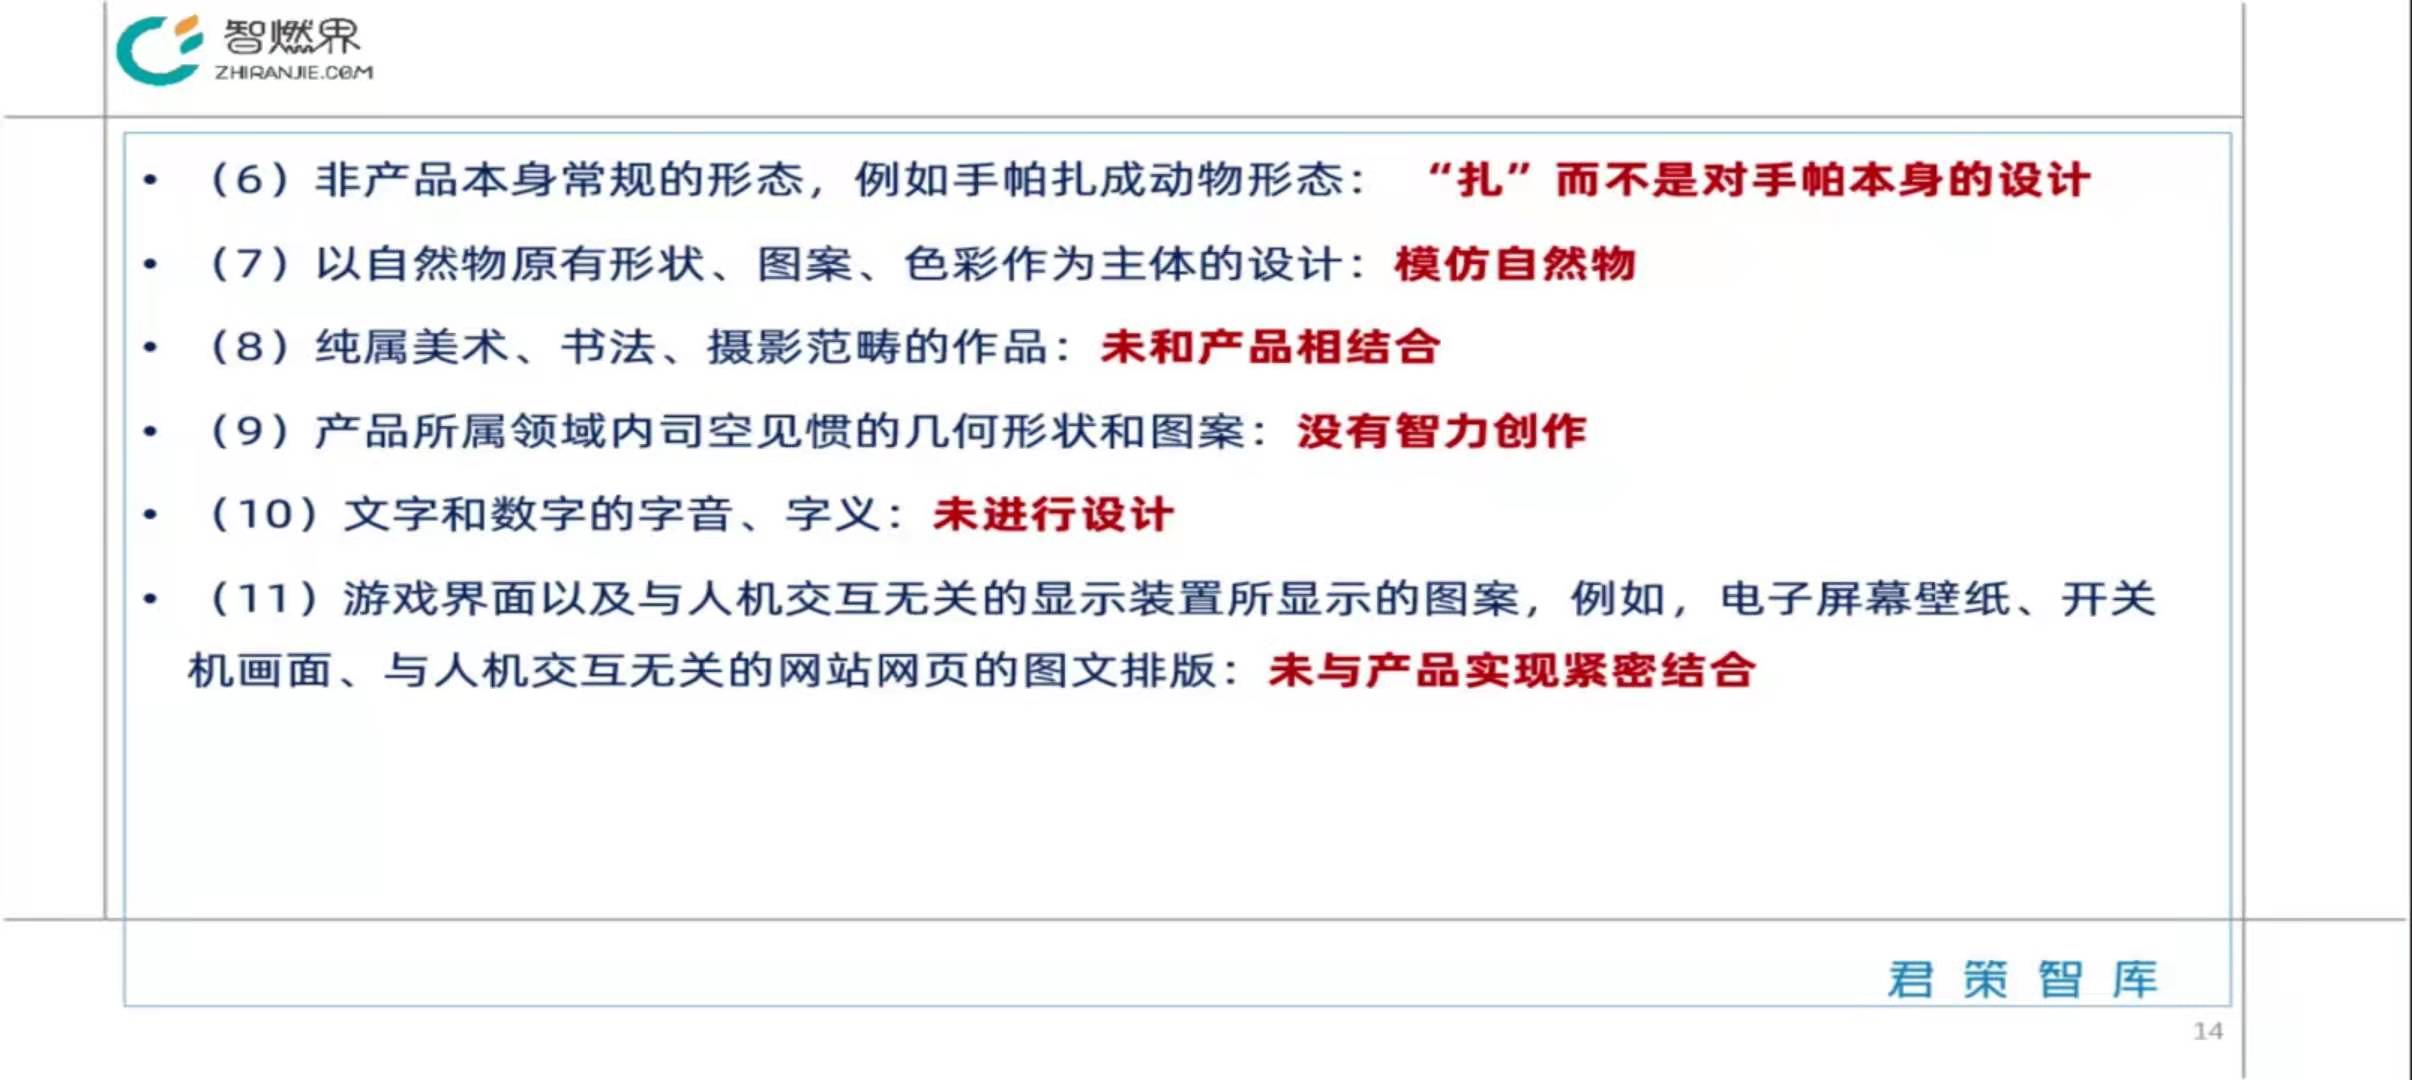 智燃界
ZHIRANJIE.COM
• （6）非产品本身常规的形态，例如手帕扎成动物形态： “扎”而不是对手帕本身的设计
• （7）以自然物原有形状、图案、色彩作为主体的设计：模仿自然物
• （8）纯属美术、书法、摄影范畴的作品：未和产品相结合
• （9）产品所属领域内司空见惯的几何形状和图案：没有智力创作
• （10）文字和数字的字音、字义：未进行设计
• （11）游戏界面以及与人机交互无关的显示装置所显示的图案，例如，电子屏幕壁纸、开关
机画面、与人机交互无关的网站网页的图文排版：未与产品实现紧密结合
君策智库
14